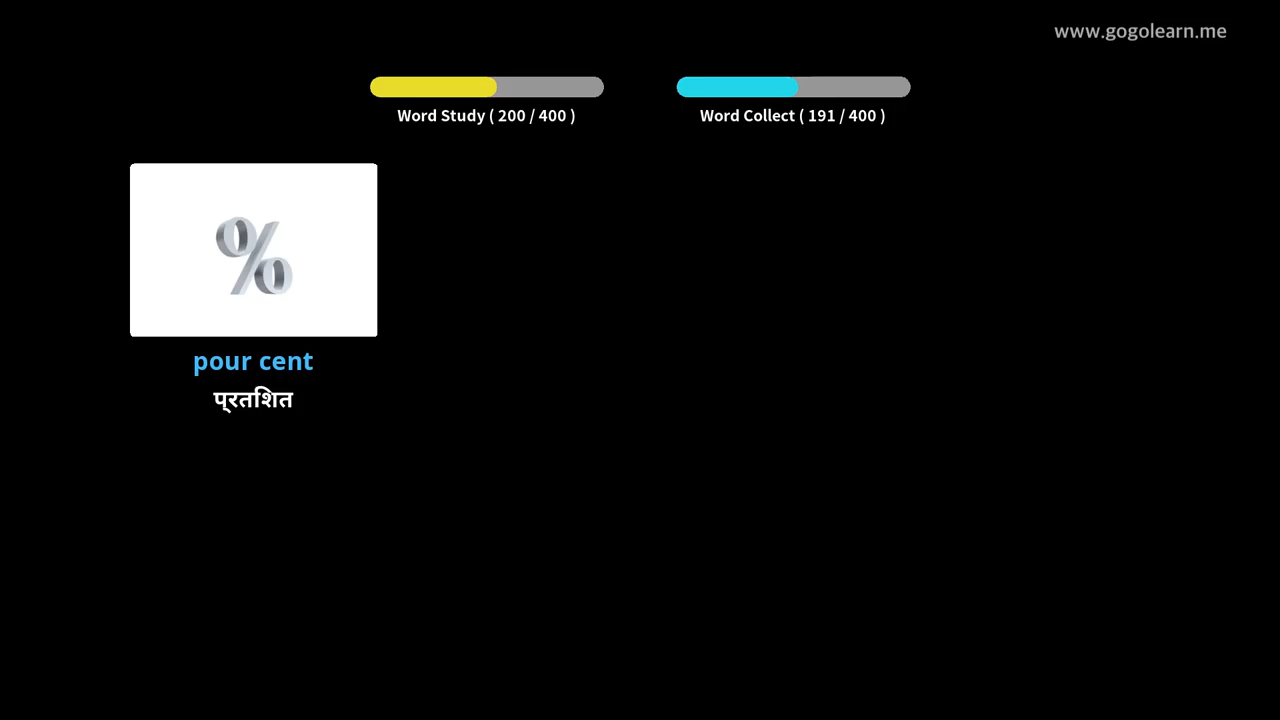 www.gogolearn.me
Word Study ( 200 / 400 )
Word Collect ( 191 / 400 )
%
pour cent
प्रतशित